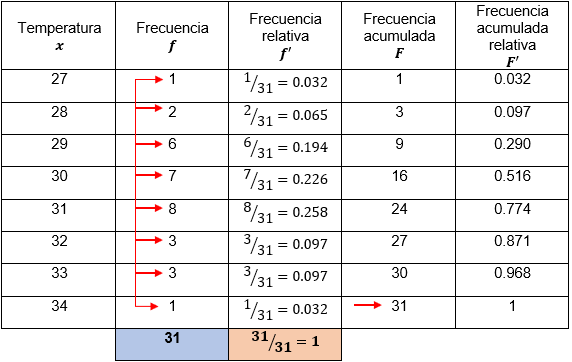 Temperatura x | Frecuencia f | Frecuencia relativa f′ | Frecuencia acumulada F | Frecuencia acumulada relativa F′
27 | 1 | 1/31 = 0.032 | 1 | 0.032
28 | 2 | 2/31 = 0.065 | 3 | 0.097
29 | 6 | 6/31 = 0.194 | 9 | 0.290
30 | 7 | 7/31 = 0.226 | 16 | 0.516
31 | 8 | 8/31 = 0.258 | 24 | 0.774
32 | 3 | 3/31 = 0.097 | 27 | 0.871
33 | 3 | 3/31 = 0.097 | 30 | 0.968
34 | 1 | 1/31 = 0.032 | 31 | 1
31 | 31/31 = 1